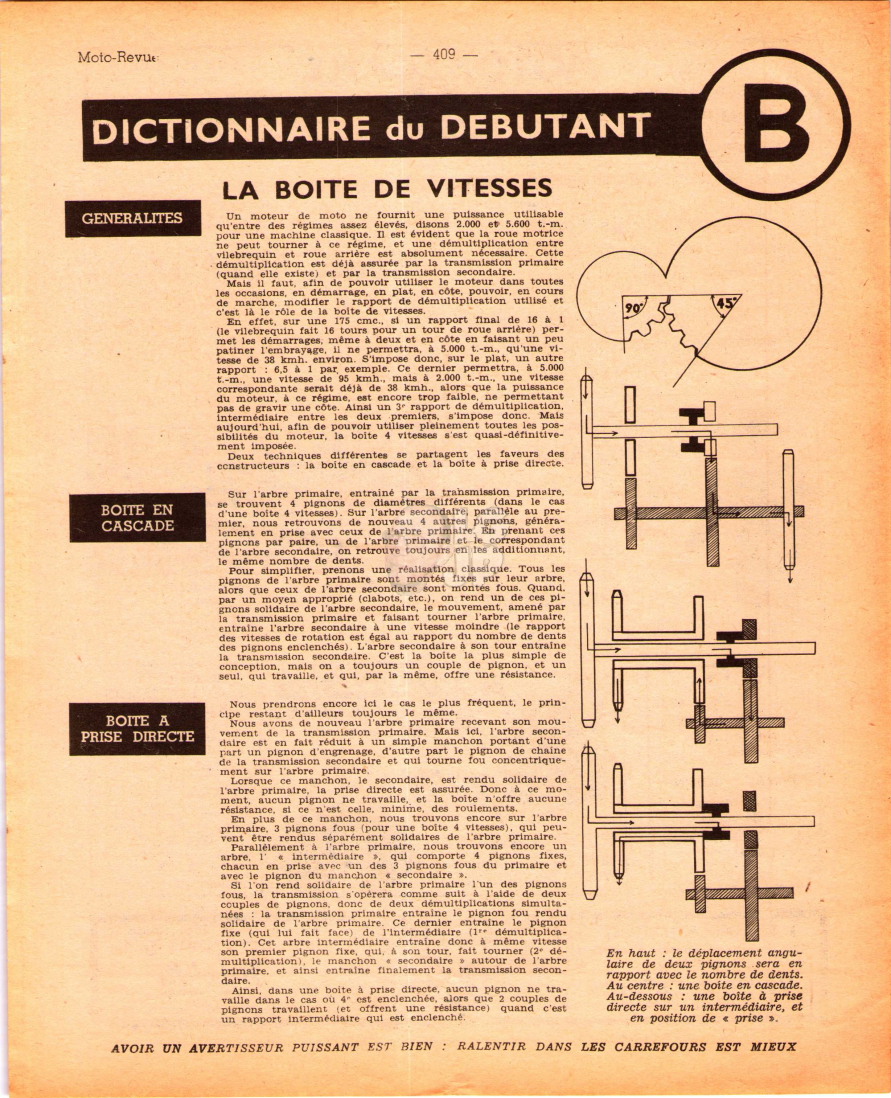 Moto-Revue
— 409 —
DICTIONNAIRE du DEBUTANT
B
LA BOITE DE VITESSES
GENERALITES
Un moteur de moto ne fournit une puissance utilisable
qu'entre des régimes assez élevés, disons 2.000 et 5.600 t.-m.
pour une machine classique. Il est évident que la roue motrice
ne peut tourner à ce régime, et une démultiplication entre
vilebrequin et roue arrière est absolument nécessaire. Cette
démultiplication est déjà assurée par la transmission primaire
(quand elle existe) et par la transmission secondaire.
Mais il faut, afin de pouvoir utiliser le moteur dans toutes
les occasions, en démarrage, en plat, en côte, pouvoir, en cours
de marche, modifier le rapport de démultiplication utilisé et
c'est là le rôle de la boîte de vitesses.
En effet, sur une 175 cmc., si un rapport final de 16 à 1
(le vilebrequin fait 16 tours pour un tour de roue arrière) per-
met les démarrages, même à deux et en côte en faisant un peu
patiner l'embrayage, il ne permettra, à 5.000 t.-m., qu'une vi-
tesse de 38 kmh. environ. S'impose donc, sur le plat, un autre
rapport : 6,5 à 1 par exemple. Ce dernier permettra, à 5.000
t.-m., une vitesse de 95 kmh., mais à 2.000 t.-m., une vitesse
correspondante serait déjà de 38 kmh., alors que la puissance
du moteur, à ce régime, est encore trop faible, ne permettant
pas de gravir une côte. Ainsi un 3e rapport de démultiplication,
intermédiaire entre les deux premiers, s'impose donc. Mais
aujourd'hui, afin de pouvoir utiliser pleinement toutes les pos-
sibilités du moteur, la boîte 4 vitesses s'est quasi-définitive-
ment imposée.
Deux techniques différentes se partagent les faveurs des
constructeurs : la boîte en cascade et la boîte à prise directe.
BOITE EN
CASCADE
Sur l'arbre primaire, entraîné par la transmission primaire,
se trouvent 4 pignons de diamètres différents (dans le cas
d'une boîte 4 vitesses). Sur l'arbre secondaire, parallèle au pre-
mier, nous retrouvons de nouveau 4 autres pignons, généra-
lement en prise avec ceux de l'arbre primaire. En prenant ces
pignons par paire, un de l'arbre primaire et le correspondant
de l'arbre secondaire, on retrouve toujours en les additionnant,
le même nombre de dents.
Pour simplifier, prenons une réalisation classique. Tous les
pignons de l'arbre primaire sont montés fixes sur leur arbre,
alors que ceux de l'arbre secondaire sont montés fous. Quand,
par un moyen approprié (clabots, etc.), on rend un de ces pi-
gnons solidaire de l'arbre secondaire, le mouvement, amené par
la transmission primaire et faisant tourner l'arbre primaire,
entraîne l'arbre secondaire à une vitesse moindre (le rapport
des vitesses de rotation est égal au rapport du nombre de dents
des pignons enclenchés). L'arbre secondaire à son tour entraîne
la transmission secondaire. C'est la boîte la plus simple de
conception, mais on a toujours un couple de pignon, et un
seul, qui travaille, et qui, par la même, offre une résistance.
BOITE A
PRISE DIRECTE
Nous prendrons encore ici le cas le plus fréquent, le prin-
cipe restant d'ailleurs toujours le même.
Nous avons de nouveau l'arbre primaire recevant son mou-
vement de la transmission primaire. Mais ici, l'arbre secon-
daire est en fait réduit à un simple manchon portant d'une
part un pignon d'engrenage, d'autre part le pignon de chaîne
de la transmission secondaire et qui tourne fou concentrique-
ment sur l'arbre primaire.
Lorsque ce manchon, le secondaire, est rendu solidaire de
l'arbre primaire, la prise directe est assurée. Donc à ce mo-
ment, aucun pignon ne travaille, et la boîte n'offre aucune
résistance, si ce n'est celle, minime, des roulements.
En plus de ce manchon, nous trouvons encore sur l'arbre
primaire, 3 pignons fous (pour une boîte 4 vitesses), qui peu-
vent être rendus séparément solidaires de l'arbre primaire.
Parallèlement à l'arbre primaire, nous trouvons encore un
arbre, l' « intermédiaire », qui comporte 4 pignons fixes,
chacun en prise avec un des 3 pignons fous du primaire et
avec le pignon du manchon « secondaire ».
Si l'on rend solidaire de l'arbre primaire l'un des pignons
fous, la transmission s'opérera comme suit à l'aide de deux
couples de pignons, donc de deux démultiplications simulta-
nées : la transmission primaire entraîne le pignon fou rendu
solidaire de l'arbre primaire. Ce dernier entraîne le pignon
fixe (qui lui fait face) de l'intermédiaire (1re démultiplica-
tion). Cet arbre intermédiaire entraîne donc à même vitesse
son premier pignon fixe, qui, à son tour, fait tourner (2e dé-
multiplication), le manchon « secondaire » autour de l'arbre
primaire, et ainsi entraîne finalement la transmission secon-
daire.
Ainsi, dans une boîte à prise directe, aucun pignon ne tra-
vaille dans le cas où 4e est enclenchée, alors que 2 couples de
pignons travaillent (et offrent une résistance) quand c'est
un rapport intermédiaire qui est enclenché.
90°
45°
En haut : le déplacement angu-
laire de deux pignons sera en
rapport avec le nombre de dents.
Au centre : une boîte en cascade.
Au-dessous : une boîte à prise
directe sur un intermédiaire, et
en position de « prise ».
AVOIR UN AVERTISSEUR PUISSANT EST BIEN : RALENTIR DANS LES CARREFOURS EST MIEUX